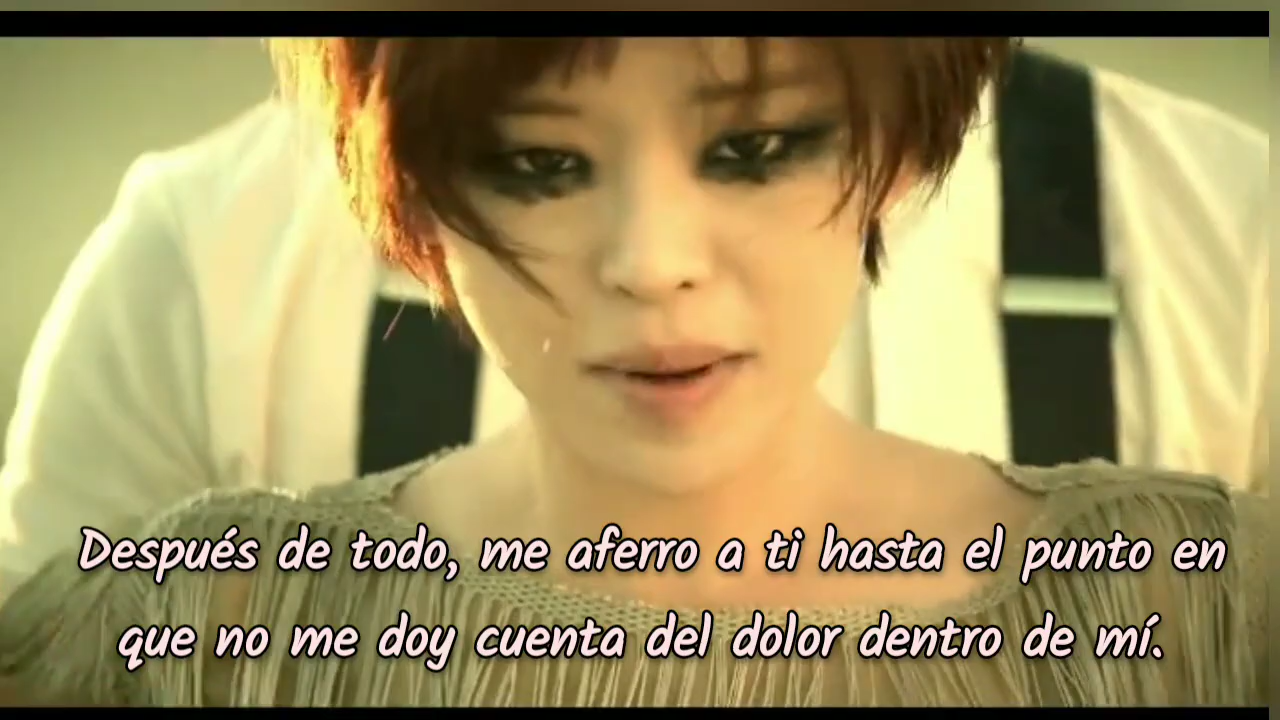 Después de todo, me aferro a ti hasta el punto en
que no me doy cuenta del dolor dentro de mí.